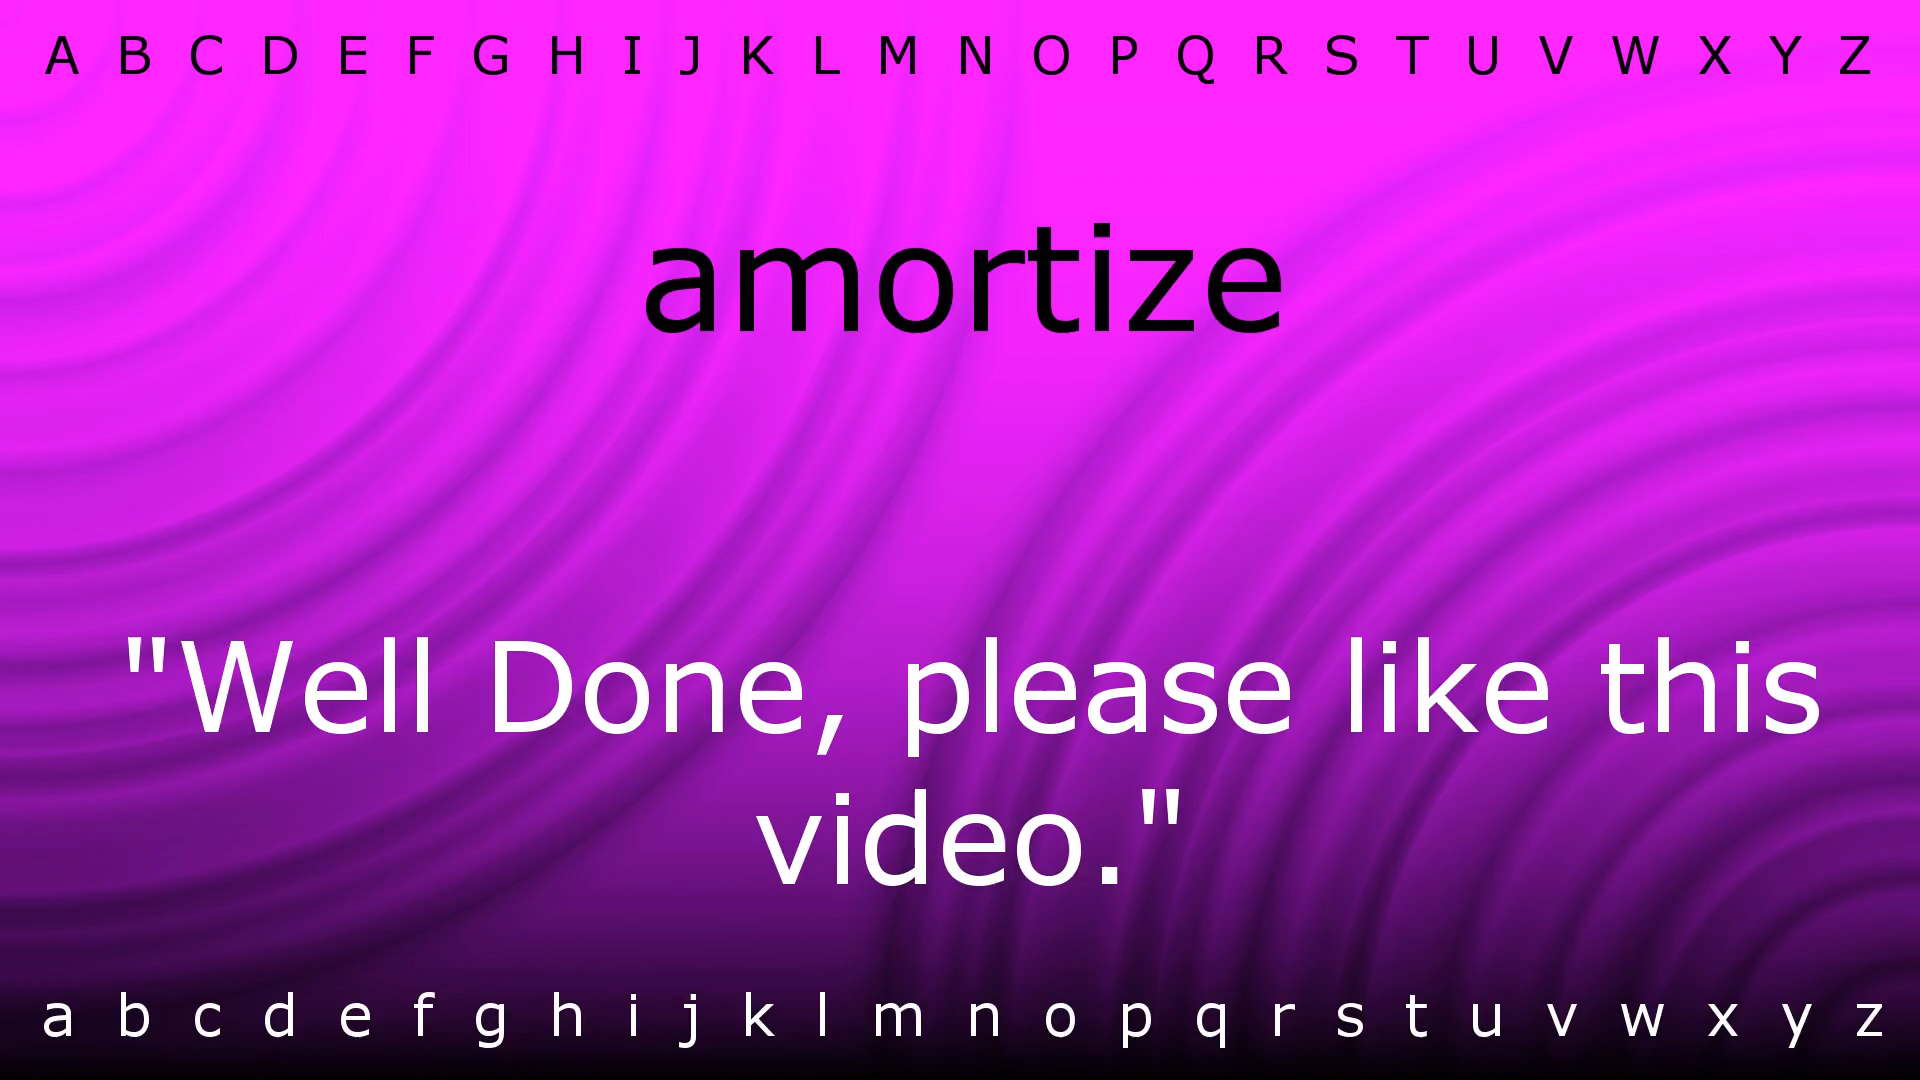 A B C D E F G H I J K L M N O P Q R S T U V W X Y Z
amortize
"Well Done, please like this
video."
a b c d e f g h i j k l m n o p q r s t u v w x y z